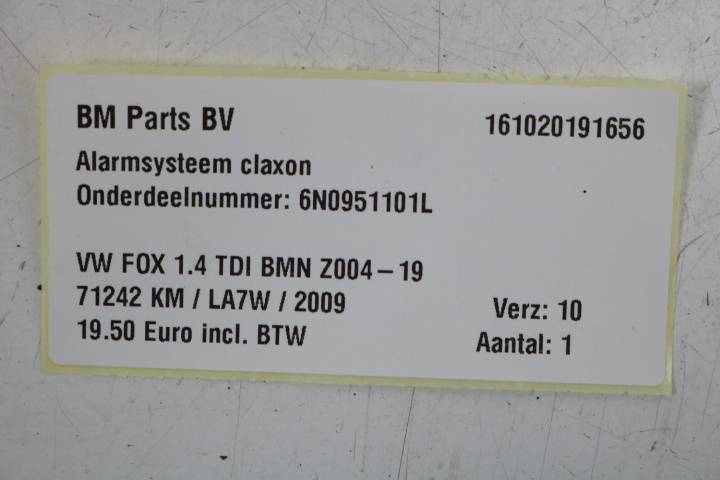 BM Parts BV 161020191656
Alarmsysteem claxon
Onderdeelnummer: 6N0951101L
VW FOX 1.4 TDI BMN Z004-19
71242 KM / LA7W / 2009 Verz: 10
19.50 Euro incl. BTW Aantal: 1